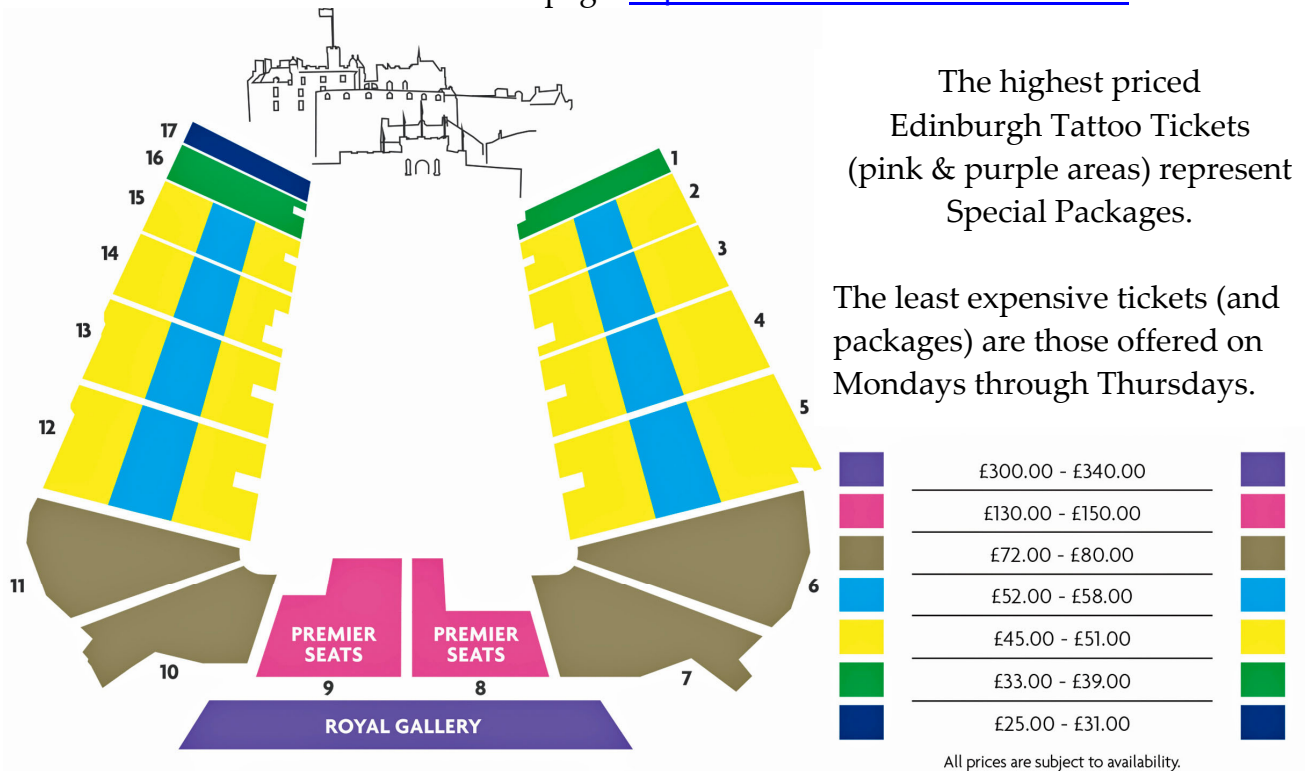 The highest priced
Edinburgh Tattoo Tickets
(pink & purple areas) represent
Special Packages.
The least expensive tickets (and
packages) are those offered on
Mondays through Thursdays.
17
16
15
14
13
12
11
10
9
8
7
6
5
4
3
2
1
PREMIER
SEATS
PREMIER
SEATS
ROYAL GALLERY
£300.00 - £340.00
£130.00 - £150.00
£72.00 - £80.00
£52.00 - £58.00
£45.00 - £51.00
£33.00 - £39.00
£25.00 - £31.00
All prices are subject to availability.